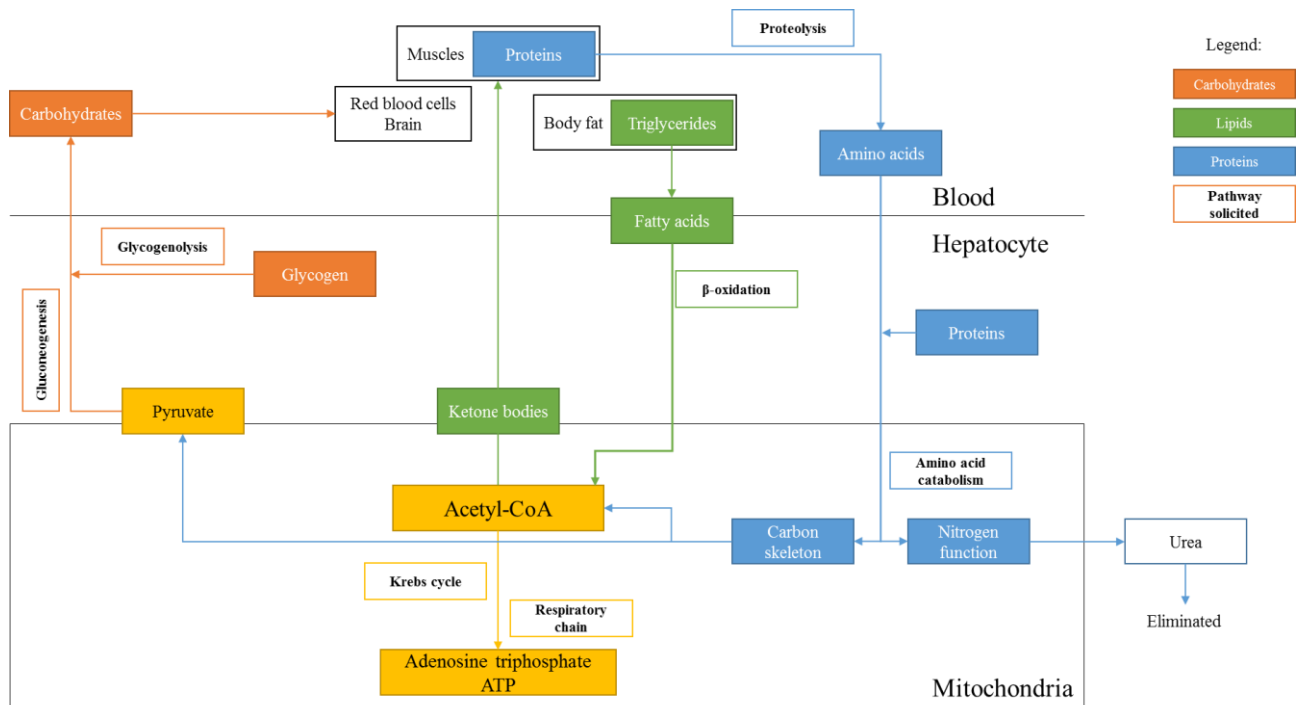 Proteolysis
Legend:
Muscles
Proteins
Carbohydrates
Carbohydrates
Red blood cells
Brain
Body fat
Triglycerides
Lipids
Amino acids
Proteins
Blood
Pathway
solicited
Fatty acids
Hepatocyte
Glycogenolysis
Glycogen
β-oxidation
Gluconeogenesis
Proteins
Pyruvate
Ketone bodies
Amino acid
catabolism
Acetyl-CoA
Carbon
skeleton
Nitrogen
function
Urea
Krebs cycle
Respiratory
chain
Eliminated
Adenosine triphosphate
ATP
Mitochondria